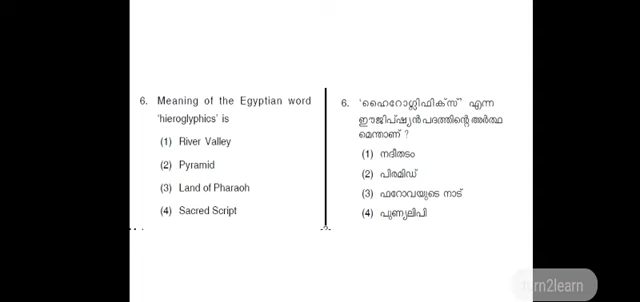 6. Meaning of the Egyptian word
‘hieroglyphics’ is
(1) River Valley
(2) Pyramid
(3) Land of Pharaoh
(4) Sacred Script
6. ‘ഹൈറോഗ്ലിഫിക്സ്’ എന്ന
ഈജിപ്ഷ്യൻ പദത്തിന്റെ അർത്ഥ
മെന്താണ് ?
(1) നദീതടം
(2) പിരമിഡ്
(3) ഫറോവയുടെ നാട്
(4) പുണ്യലിപി
turn2learn